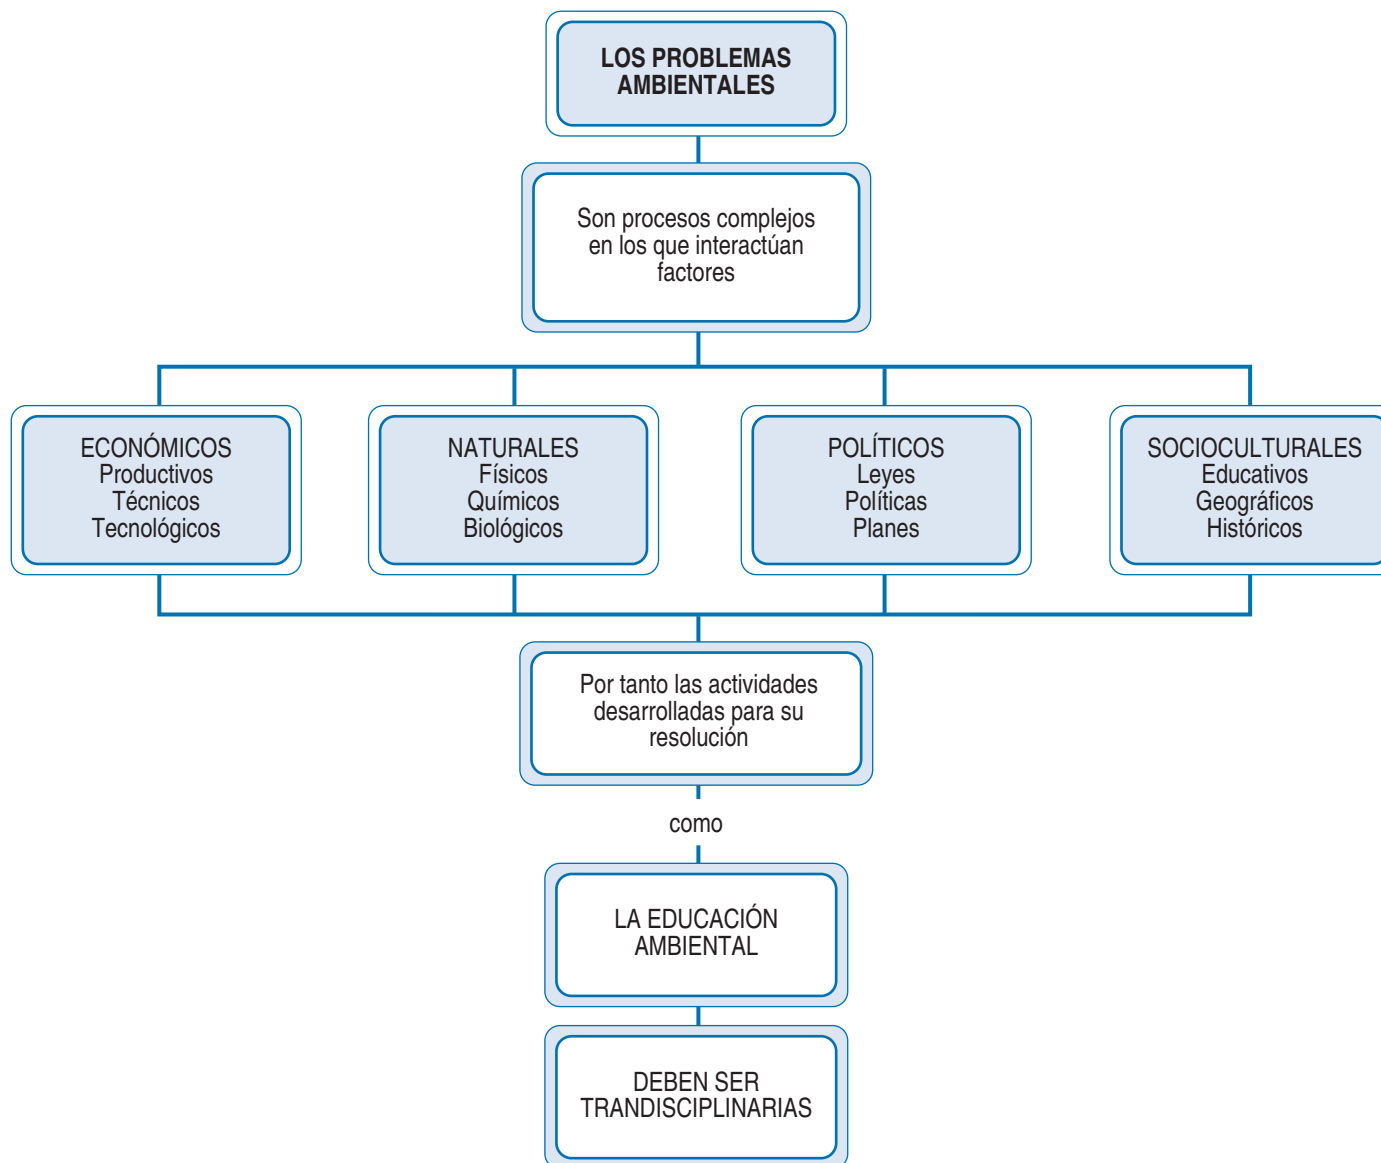 LOS PROBLEMAS
AMBIENTALES
Son procesos complejos
en los que interactúan
factores
ECONÓMICOS
Productivos
Técnicos
Tecnológicos
NATURALES
Físicos
Químicos
Biológicos
POLÍTICOS
Leyes
Políticas
Planes
SOCIOCULTURALES
Educativos
Geográficos
Históricos
Por tanto las actividades
desarrolladas para su
resolución
como
LA EDUCACIÓN
AMBIENTAL
DEBEN SER
TRANDISCIPLINARIAS